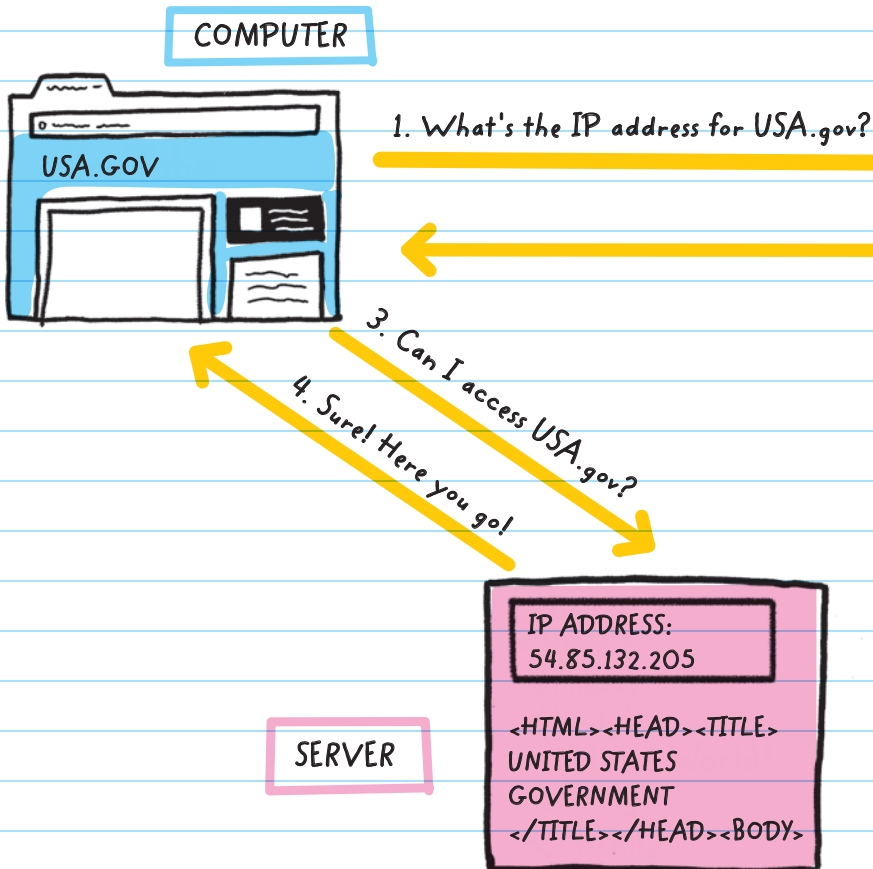 COMPUTER
1. What's the IP address for USA.gov?
USA.GOV
3. Can I access USA.gov?
4. Sure! Here you go!
IP ADDRESS:
54.85.132.205
SERVER
<HTML><HEAD><TITLE>
UNITED STATES
GOVERNMENT
</TITLE></HEAD><BODY>